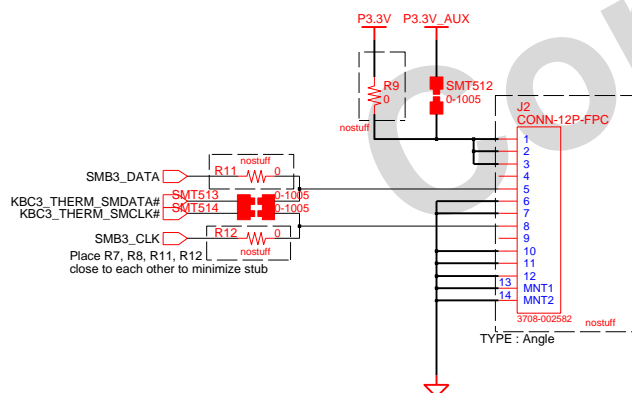 P3.3V
P3.3V_AUX
R9
0
SMT512
0-1005
nostuff
J2
CONN-12P-FPC
1
2
3
4
5
6
7
8
9
10
11
12
13
MNT1
14
MNT2
3708-002582
nostuff
TYPE : Angle
nostuff
SMB3_DATA
R11
0
KBC3_THERM_SMDATA#
SMT513
0-1005
KBC3_THERM_SMCLK#
SMT514
0-1005
SMB3_CLK
R12
0
nostuff
Place R7, R8, R11, R12
close to each other to minimize stub